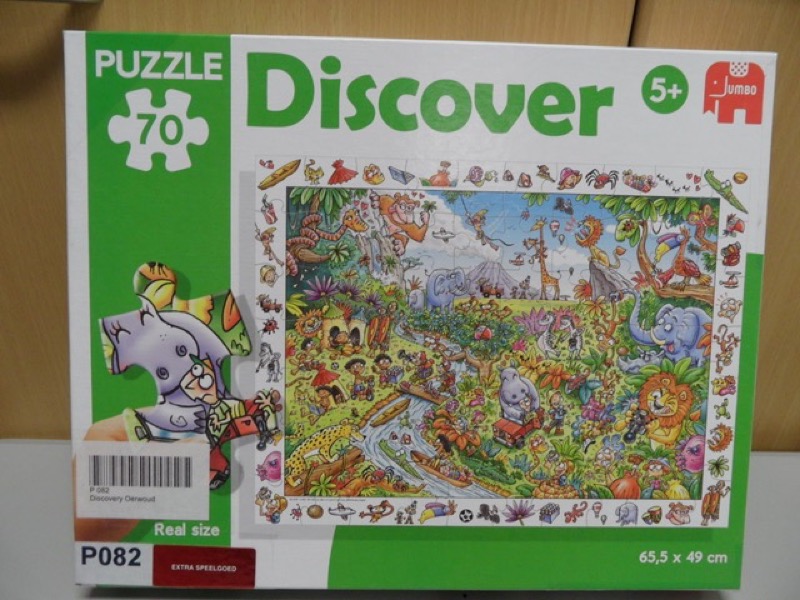 PUZZLE
70
Discover
5+
JUMBO
P 082
Discovery Oerwoud
Real size
P082
EXTRA SPEELGOED
65,5 x 49 cm